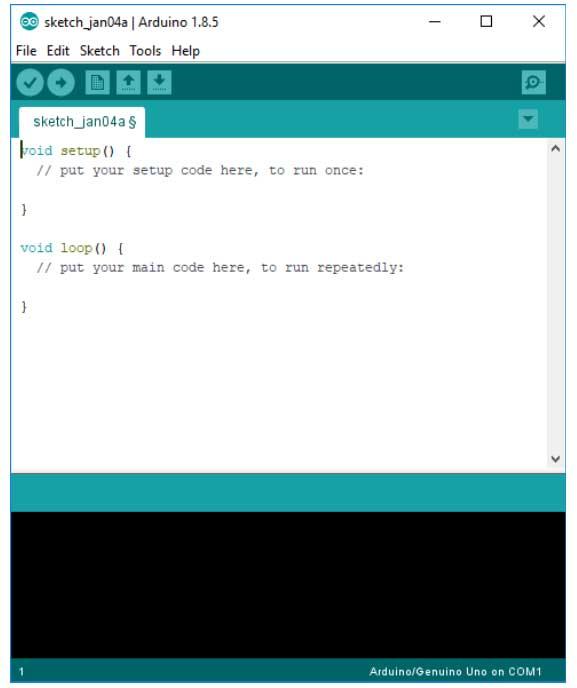 sketch_jan04a | Arduino 1.8.5
File Edit Sketch Tools Help
sketch_jan04a §
void setup() {
// put your setup code here, to run once:
}
void loop() {
// put your main code here, to run repeatedly:
}
1 Arduino/Genuino Uno on COM1